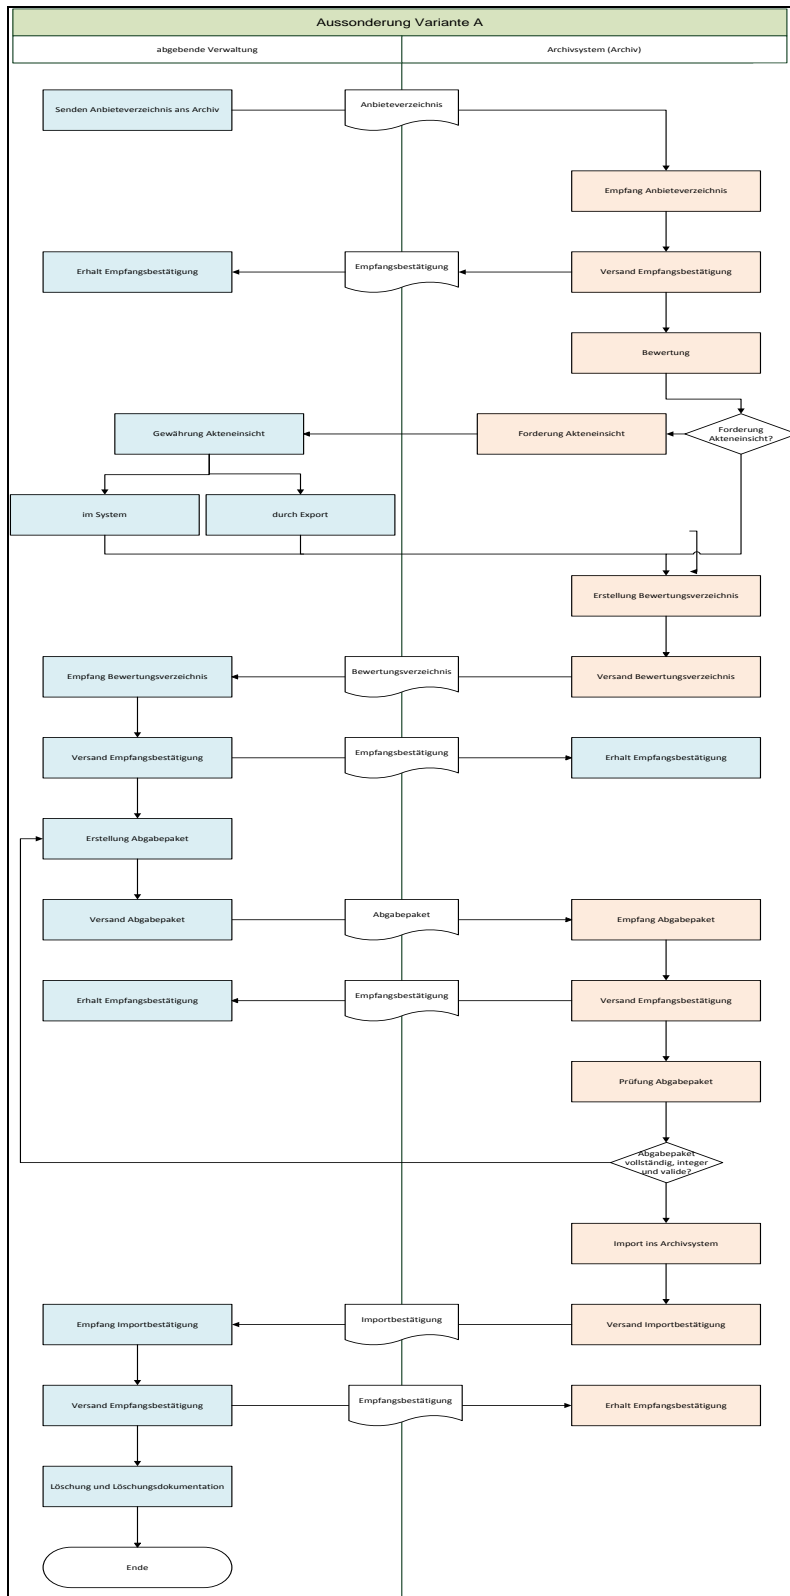 Aussonderung Variante A
abgebende Verwaltung
Archivsystem (Archiv)
Senden Anbieteverzeichnis ans Archiv
Anbieteverzeichnis
Empfang Anbieteverzeichnis
Erhalt Empfangsbestätigung
Empfangsbestätigung
Versand Empfangsbestätigung
Bewertung
Gewährung Akteneinsicht
Forderung Akteneinsicht
Forderung
Akteneinsicht?
im System
durch Export
Erstellung Bewertungsverzeichnis
Empfang Bewertungsverzeichnis
Bewertungsverzeichnis
Versand Bewertungsverzeichnis
Versand Empfangsbestätigung
Empfangsbestätigung
Erhalt Empfangsbestätigung
Erstellung Abgabepaket
Versand Abgabepaket
Abgabepaket
Empfang Abgabepaket
Erhalt Empfangsbestätigung
Empfangsbestätigung
Versand Empfangsbestätigung
Prüfung Abgabepaket
Abgabepaket
vollständig, integer
und valide?
Import ins Archivsystem
Empfang Importbestätigung
Importbestätigung
Versand Importbestätigung
Versand Empfangsbestätigung
Empfangsbestätigung
Erhalt Empfangsbestätigung
Löschung und Löschungsdokumentation
Ende